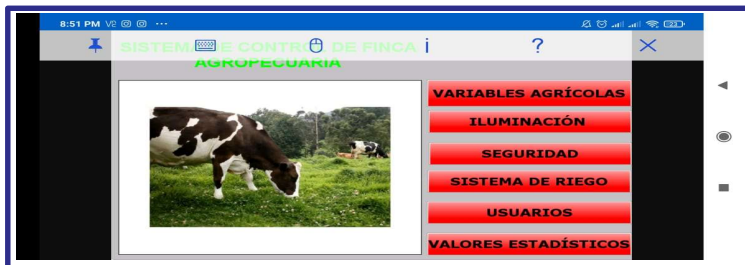 8:51 PM
SISTEMA DE CONTROL DE FINCA
AGROPECUARIA
i
?
VARIABLES AGRÍCOLAS
ILUMINACIÓN
SEGURIDAD
SISTEMA DE RIEGO
USUARIOS
VALORES ESTADÍSTICOS